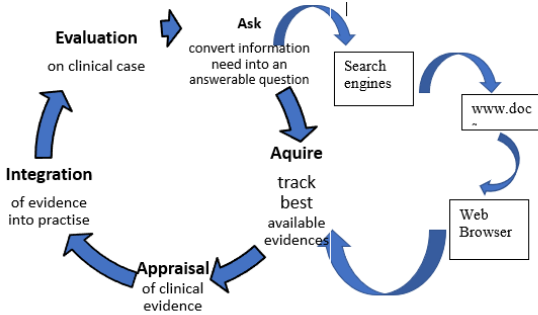 Ask
convert information
need into an
answerable question
Evaluation
on clinical case
Search
engines
www.doc
Aquire
track
best
available
evidences
Web
Browser
Integration
of evidence
into practise
Appraisal
of clinical
evidence